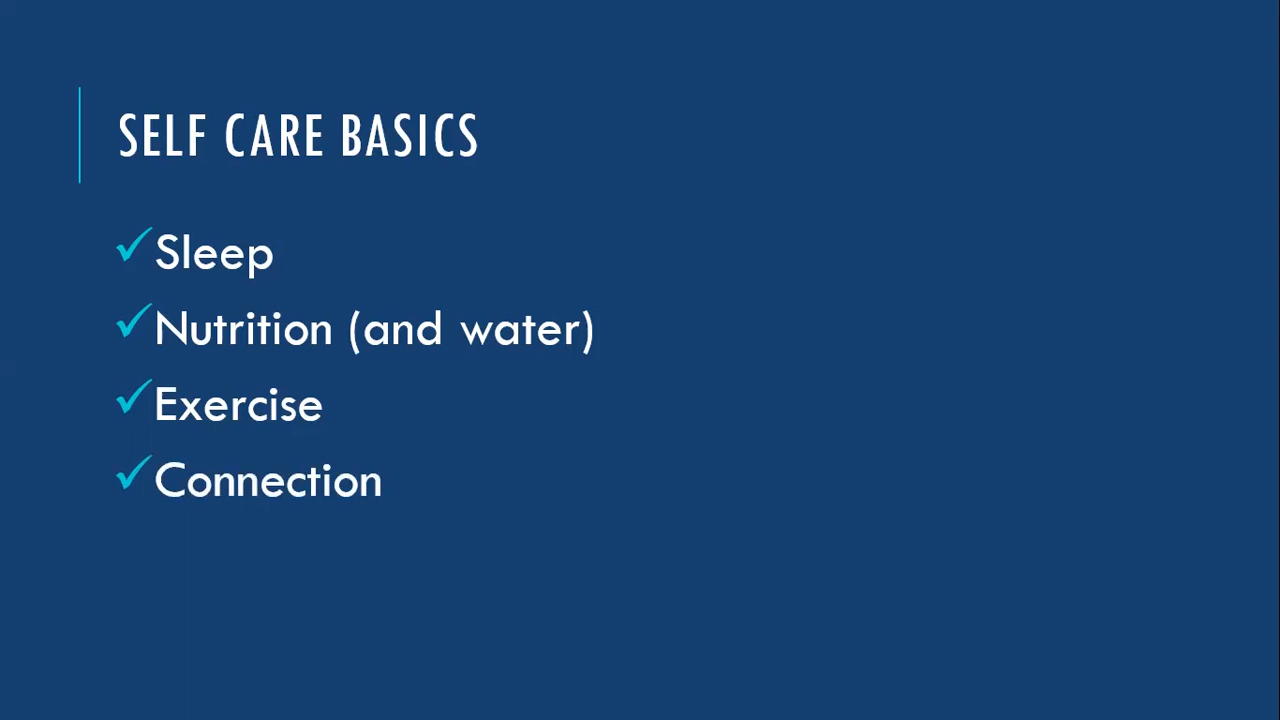 SELF CARE BASICS
✓Sleep
✓Nutrition (and water)
✓Exercise
✓Connection